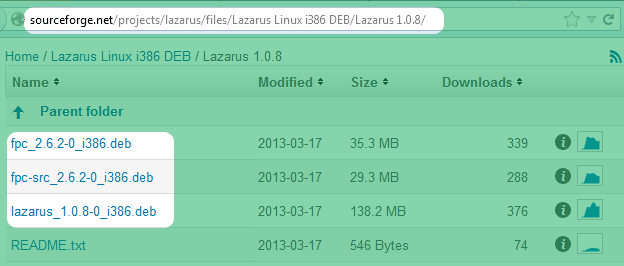 sourceforge.net/projects/lazarus/files/Lazarus Linux i386 DEB/Lazarus 1.0.8/
Home / Lazarus Linux i386 DEB / Lazarus 1.0.8
Name Modified Size Downloads
Parent folder
fpc_2.6.2-0_i386.deb 2013-03-17 35.3 MB 339
fpc-src_2.6.2-0_i386.deb 2013-03-17 29.3 MB 288
lazarus_1.0.8-0_i386.deb 2013-03-17 138.2 MB 376
README.txt 2013-03-17 546 Bytes 74